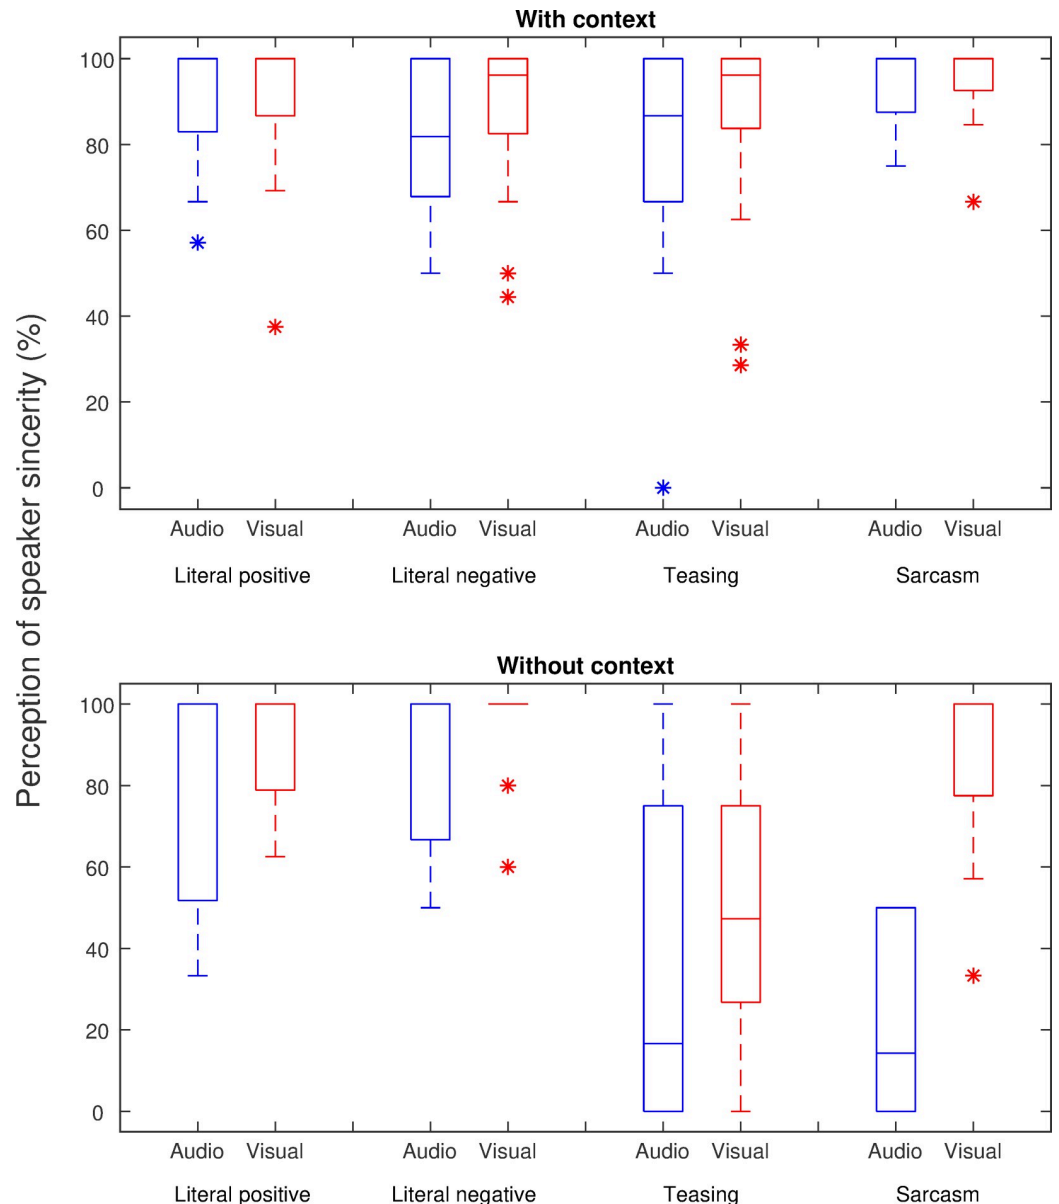 With context
Perception of speaker sincerity (%)
100
80
60
40
20
0
Audio Visual Audio Visual Audio Visual Audio Visual
Literal positive Literal negative Teasing Sarcasm
Without context
100
80
60
40
20
0
Audio Visual Audio Visual Audio Visual Audio Visual
Literal positive Literal negative Teasing Sarcasm